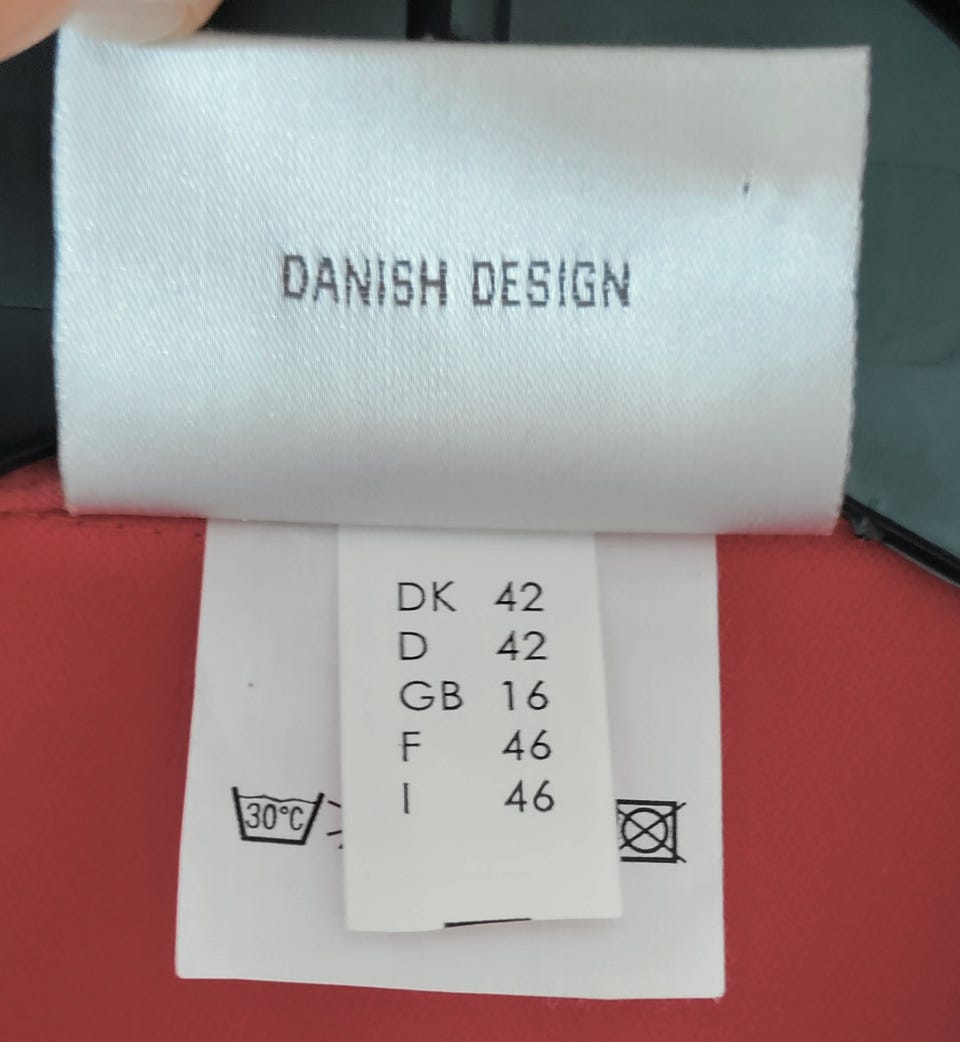 DANISH DESIGN
DK 42
D 42
GB 16
F 46
I 46
30°C